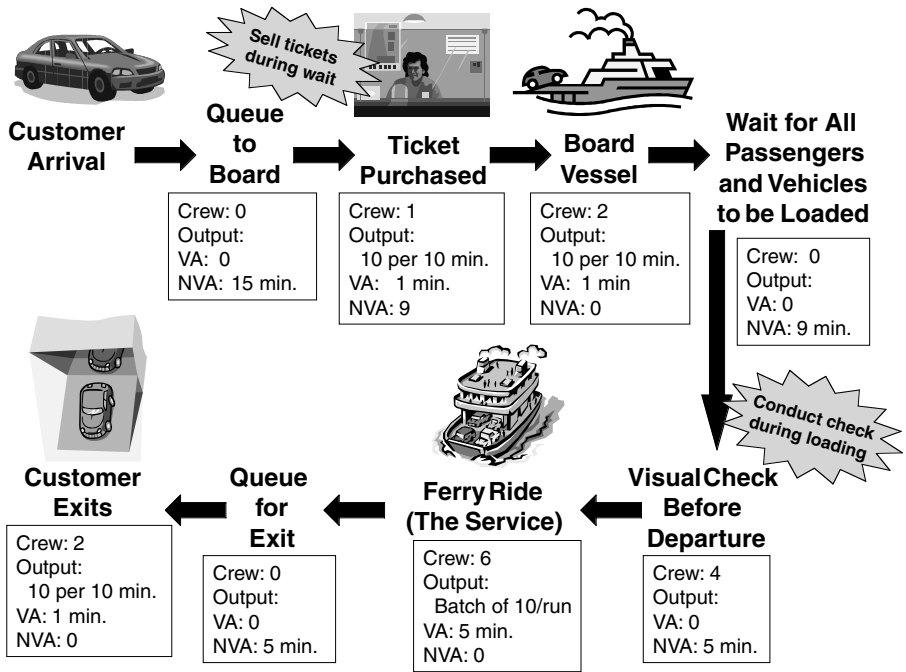 Sell tickets
during wait
Customer
Arrival
Queue
to
Board
Crew: 0
Output:
VA: 0
NVA: 15 min.
Ticket
Purchased
Crew: 1
Output:
10 per 10 min.
VA: 1 min.
NVA: 9
Board
Vessel
Crew: 2
Output:
10 per 10 min.
VA: 1 min
NVA: 0
Wait for All
Passengers
and Vehicles
to be Loaded
Crew: 0
Output:
VA: 0
NVA: 9 min.
Conduct check
during loading
Visual Check
Before
Departure
Crew: 4
Output:
VA: 0
NVA: 5 min.
Ferry Ride
(The Service)
Crew: 6
Output:
Batch of 10/run
VA: 5 min.
NVA: 0
Queue
for
Exit
Crew: 0
Output:
VA: 0
NVA: 5 min.
Customer
Exits
Crew: 2
Output:
10 per 10 min.
VA: 1 min.
NVA: 0